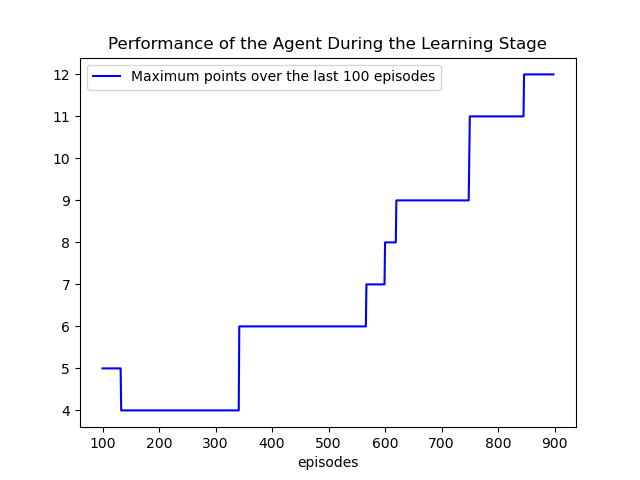 Performance of the Agent During the Learning Stage
Maximum points over the last 100 episodes
12
11
10
9
8
7
6
5
4
100 200 300 400 500 600 700 800 900
episodes